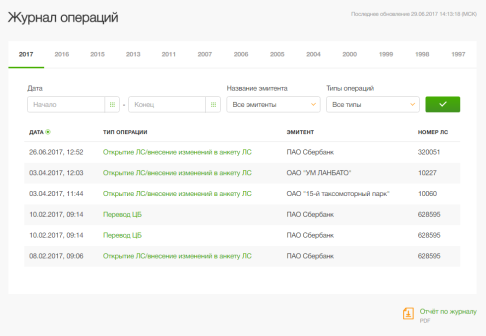 Журнал операций
Последнее обновление 29.06.2017 14:13:18 (МСК)
2017 2016 2015 2013 2011 2007 2006 2005 2004 2000 1999 1998 1997
Дата Название эмитента Типы операций
Начало - Конец Все эмитенты Все типы
ДАТА ТИП ОПЕРАЦИИ ЭМИТЕНТ НОМЕР ЛС
26.06.2017, 12:52 Открытие ЛС/внесение изменений в анкету ЛС ПАО Сбербанк 320051
03.04.2017, 12:03 Открытие ЛС/внесение изменений в анкету ЛС ОАО "УМ ЛАНБАТО" 10227
03.04.2017, 11:44 Открытие ЛС/внесение изменений в анкету ЛС ОАО "15-й таксомоторный парк" 10060
10.02.2017, 09:14 Перевод ЦБ ПАО Сбербанк 628595
10.02.2017, 09:14 Перевод ЦБ ПАО Сбербанк 628595
08.02.2017, 09:06 Открытие ЛС/внесение изменений в анкету ЛС ПАО Сбербанк 628595
Отчёт по журналу
PDF